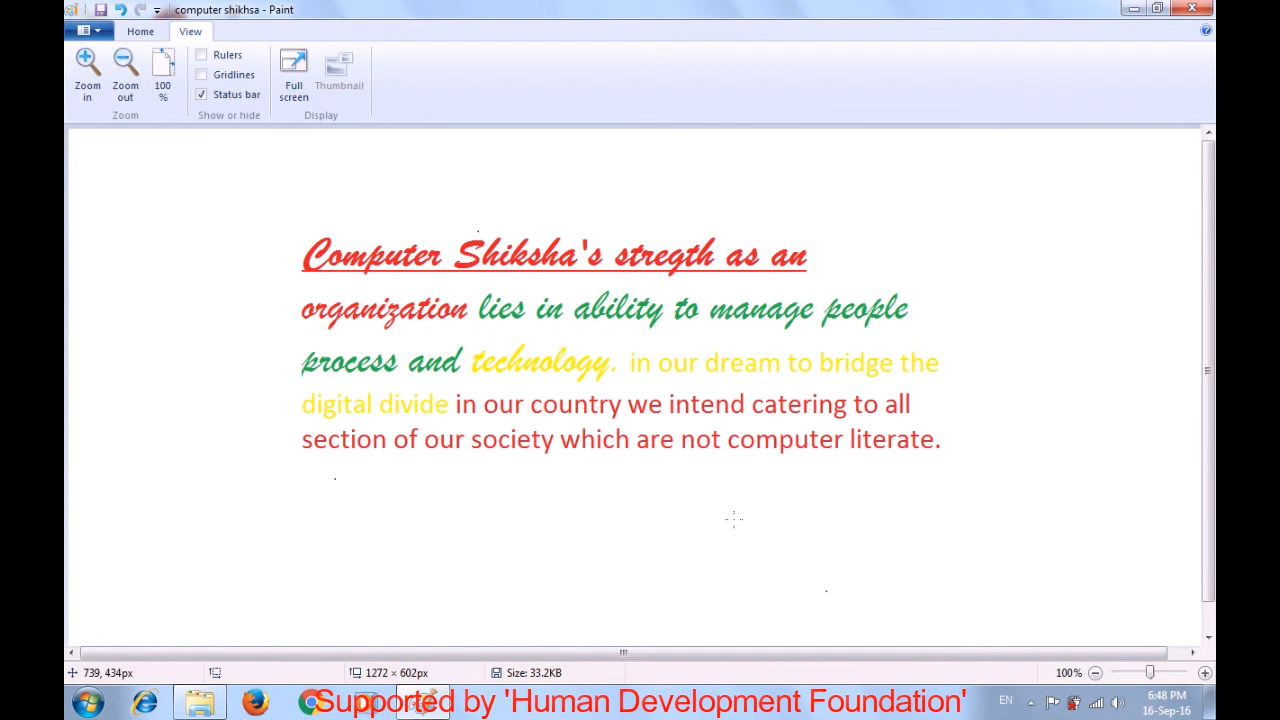 computer shikhsa - Paint
Home View
Zoom in
Zoom out
100 %
Rulers
Gridlines
Status bar
Full screen
Thumbnail
Zoom
Show or hide
Display
Computer Shiksha's stregth as an
organization lies in ability to manage people
process and technology. in our dream to bridge the
digital divide in our country we intend catering to all
section of our society which are not computer literate.
739, 434px
1272 × 602px
Size: 33.2KB
100%
Supported by 'Human Development Foundation'
EN
6:48 PM
16-Sep-16